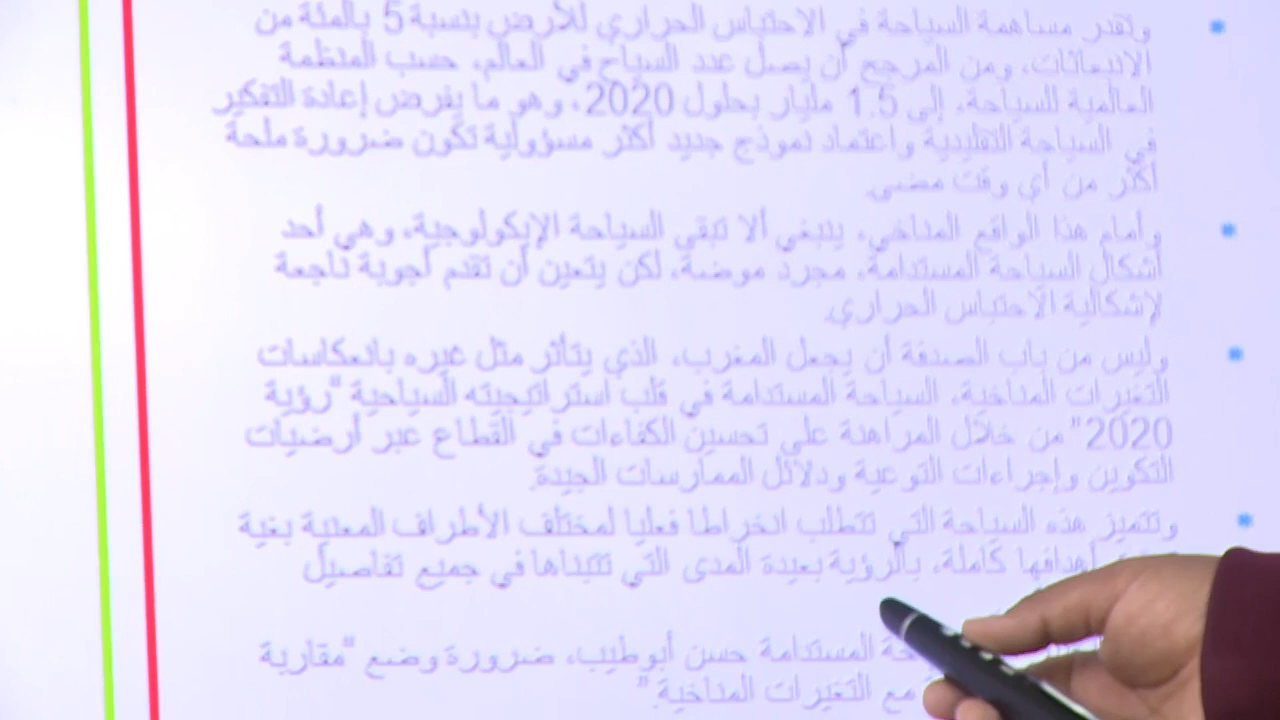 وتقدر مساهمة السياحة في الاحتباس الحراري للأرض بنسبة 5 بالمئة من
الانبعاثات، ومن المرجح أن يصل عدد السياح في العالم، حسب المنظمة
العالمية للسياحة، إلى 1.5 مليار بحلول 2020، وهو ما يفرض إعادة التفكير
في السياحة التقليدية واعتماد نموذج جديد أكثر مسؤولية تكون ضرورة ملحة
أكثر من أي وقت مضى.
وأمام هذا الواقع المناخي، ينبغي ألا تبقى السياحة الإيكولوجية، وهي أحد
أشكال السياحة المستدامة، مجرد موضة، لكن يتعين أن تقدم أجوبة ناجعة
لإشكالية الاحتباس الحراري.
وليس من باب الصدفة أن يجعل المغرب، الذي يتأثر مثل غيره بانعكاسات
التغيرات المناخية، السياحة المستدامة في قلب استراتيجيته السياحية "رؤية
2020" من خلال المراهنة على تحسين الكفاءات في القطاع عبر أرضيات
التكوين وإجراءات التوعية ودلائل الممارسات الجيدة.
وتتميز هذه السياحة التي تتطلب انخراطا فعليا لمختلف الأطراف المعنية بغية
أهدافها كاملة، بالرؤية بعيدة المدى التي تتبناها في جميع تفاصيل
المستدامة حسن أبوطيب، ضرورة وضع "مقاربة
مع التغيرات المناخية".